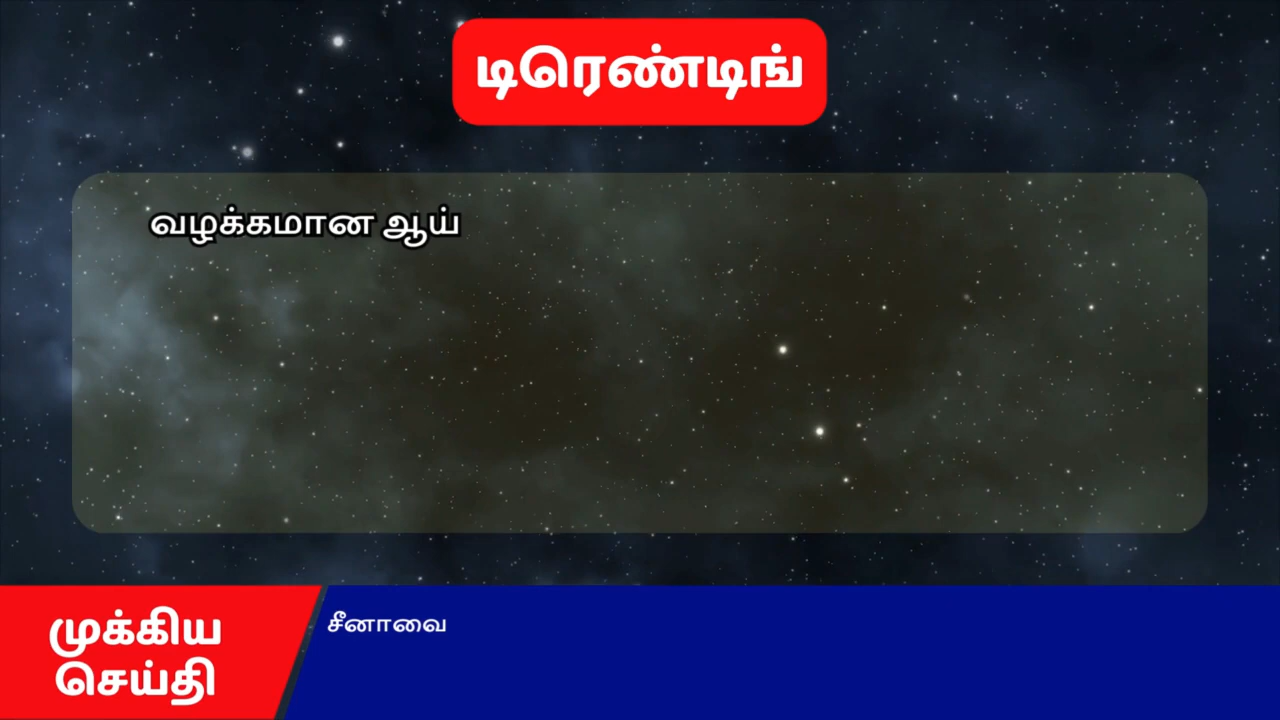 டிரெண்டிங்
வழக்கமான ஆய்
முக்கிய
செய்தி
சீனாவை